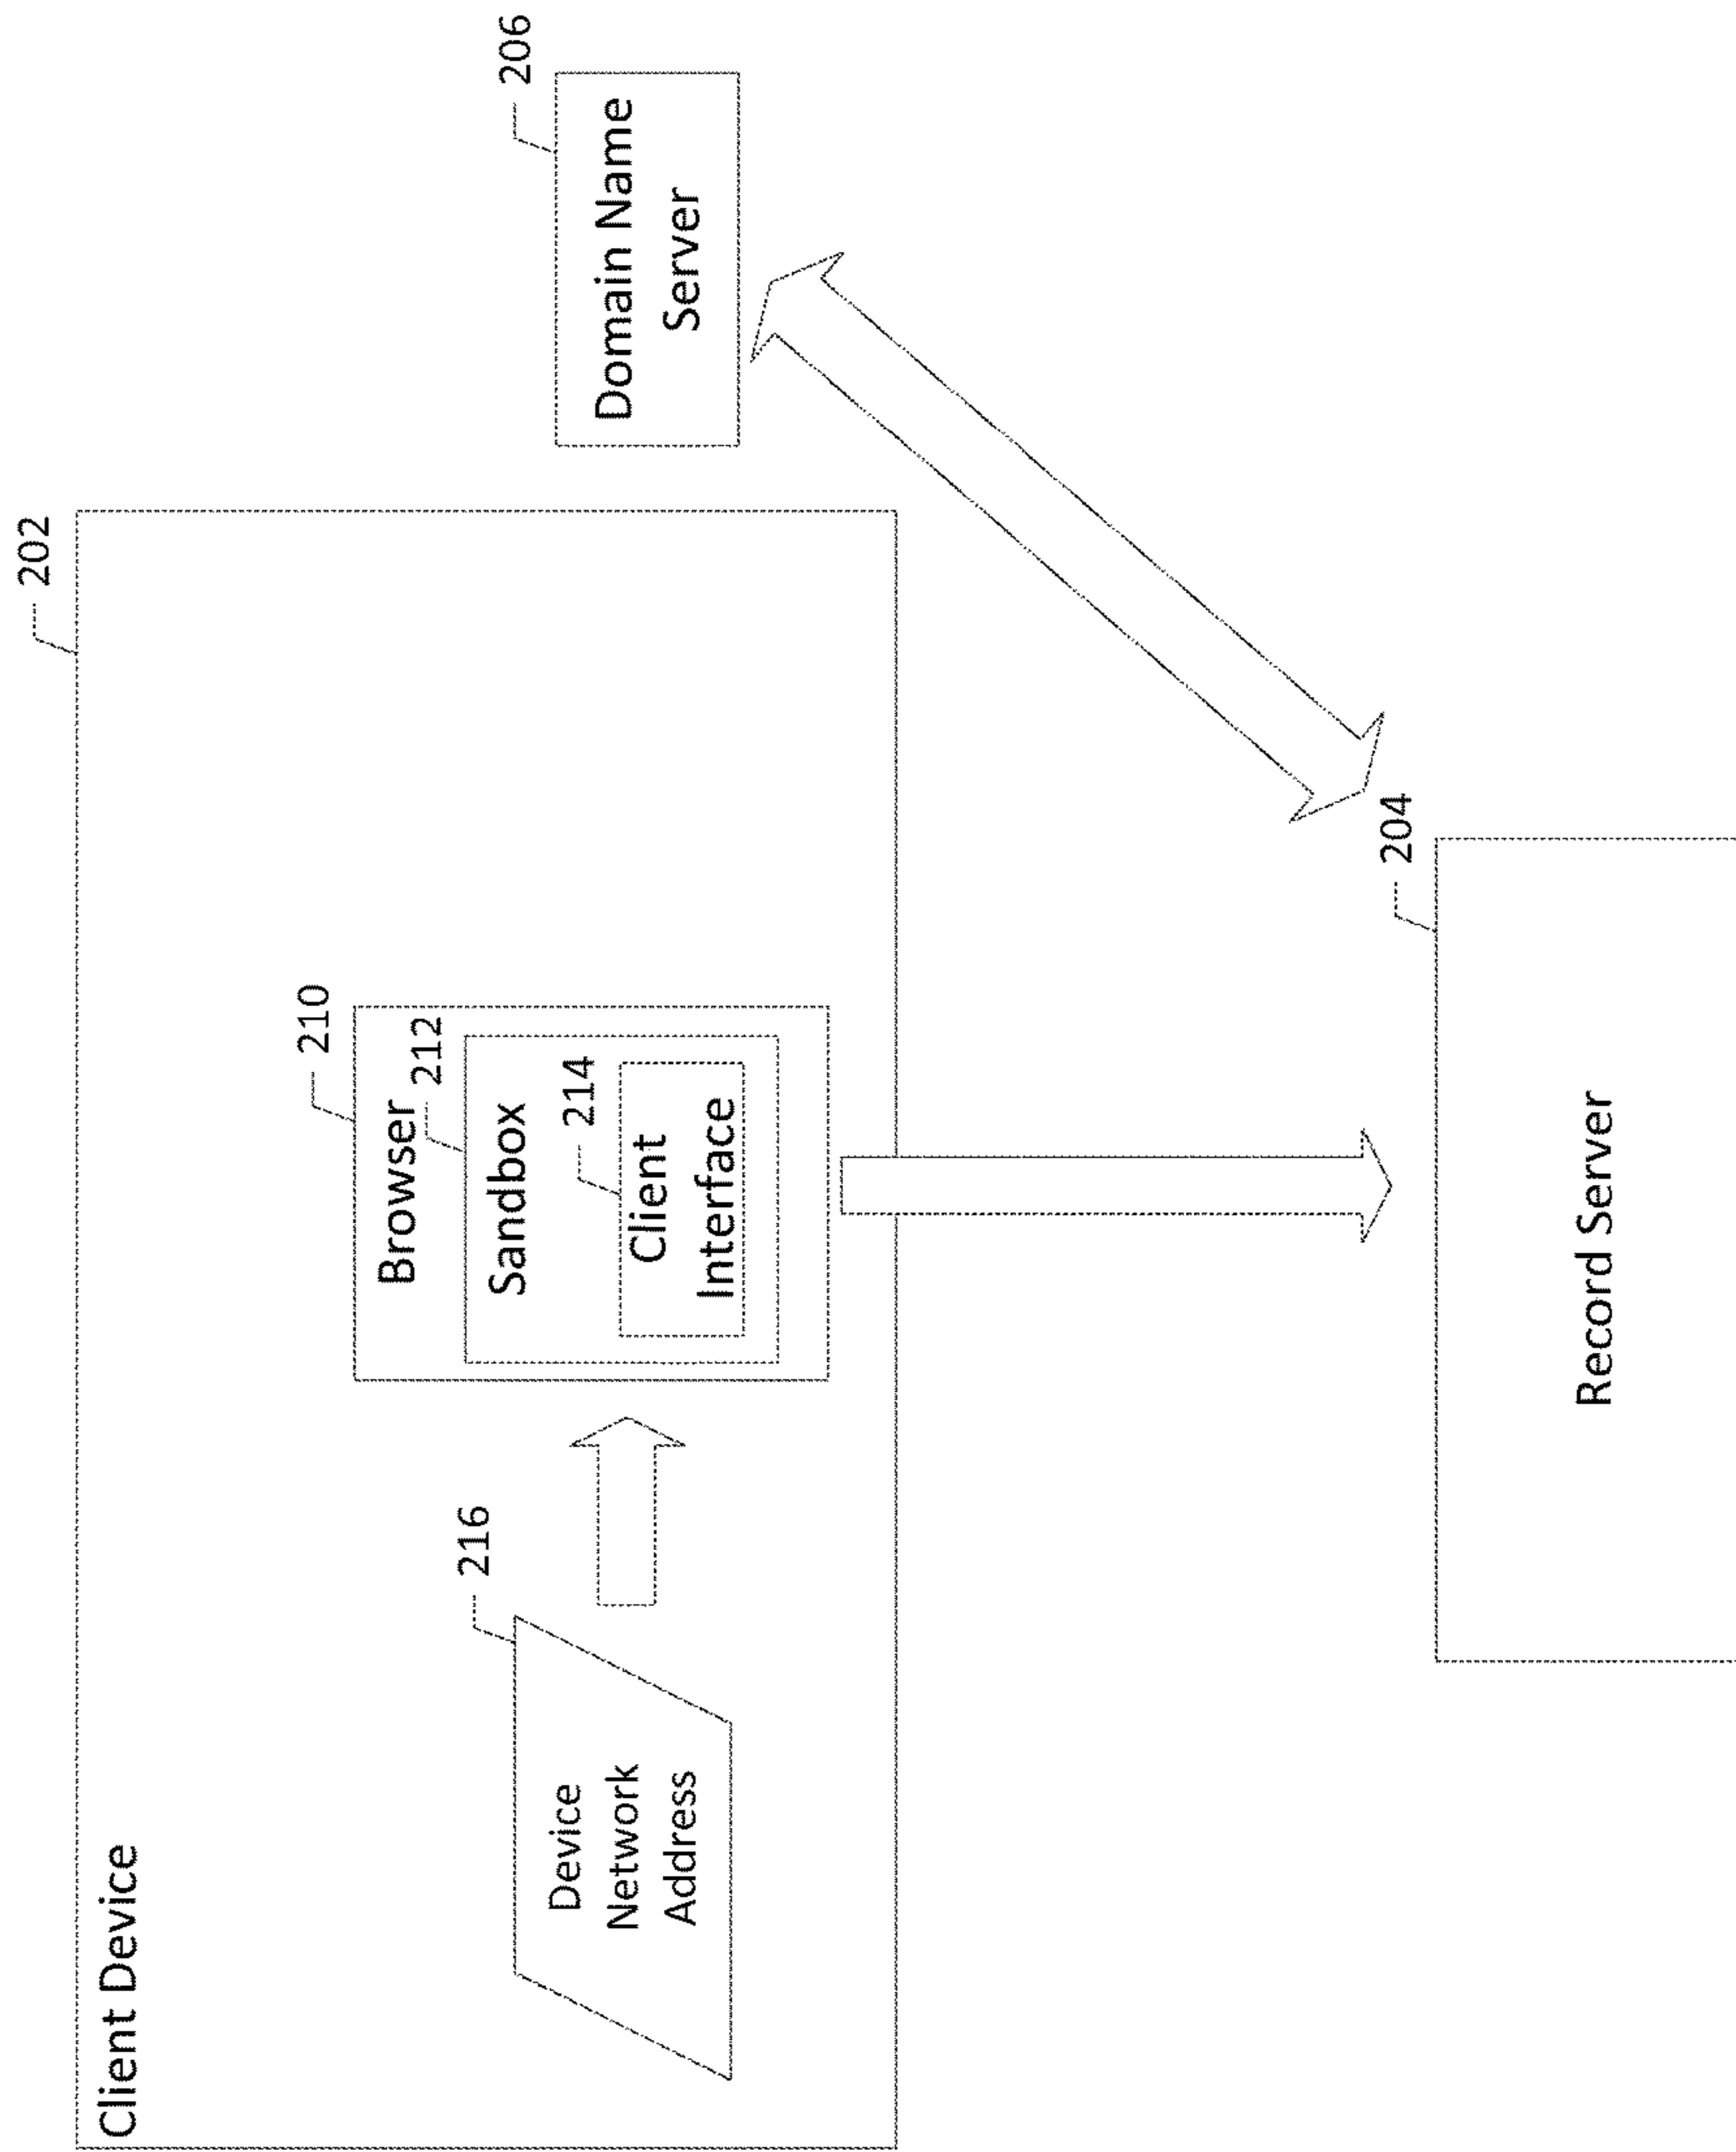 Client Device
202
206
Domain Name
Server
210
Browser
212
Sandbox
214
Client
Interface
216
Device
Network
Address
204
Record Server